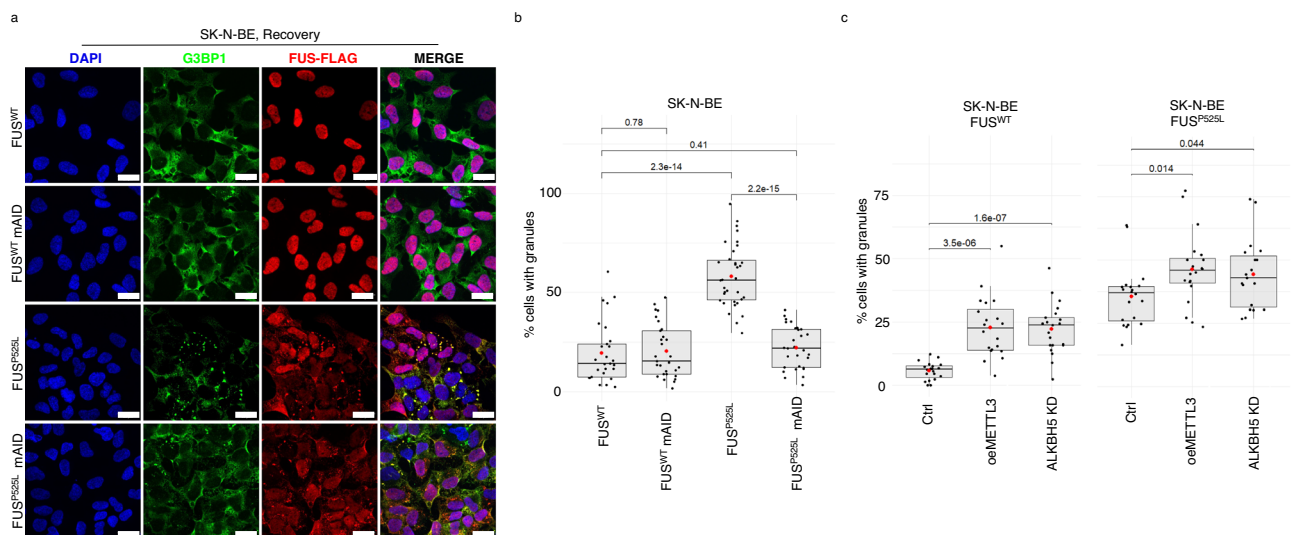 a
SK-N-BE, Recovery
DAPI G3BP1 FUS-FLAG MERGE
FUSWT
FUSWT mAID
FUSP525L
FUSP525L mAID
b
SK-N-BE
0.78
0.41
2.3e-14
2.2e-15
% cells with granules
100
50
0
FUSWT
FUSWT mAID
FUSP525L
FUSP525L mAID
c
SK-N-BE
FUSWT
SK-N-BE
FUSP525L
1.6e-07
3.5e-06
0.044
0.014
% cells with granules
75
50
25
0
Ctrl
oeMETTL3
ALKBH5 KD
Ctrl
oeMETTL3
ALKBH5 KD